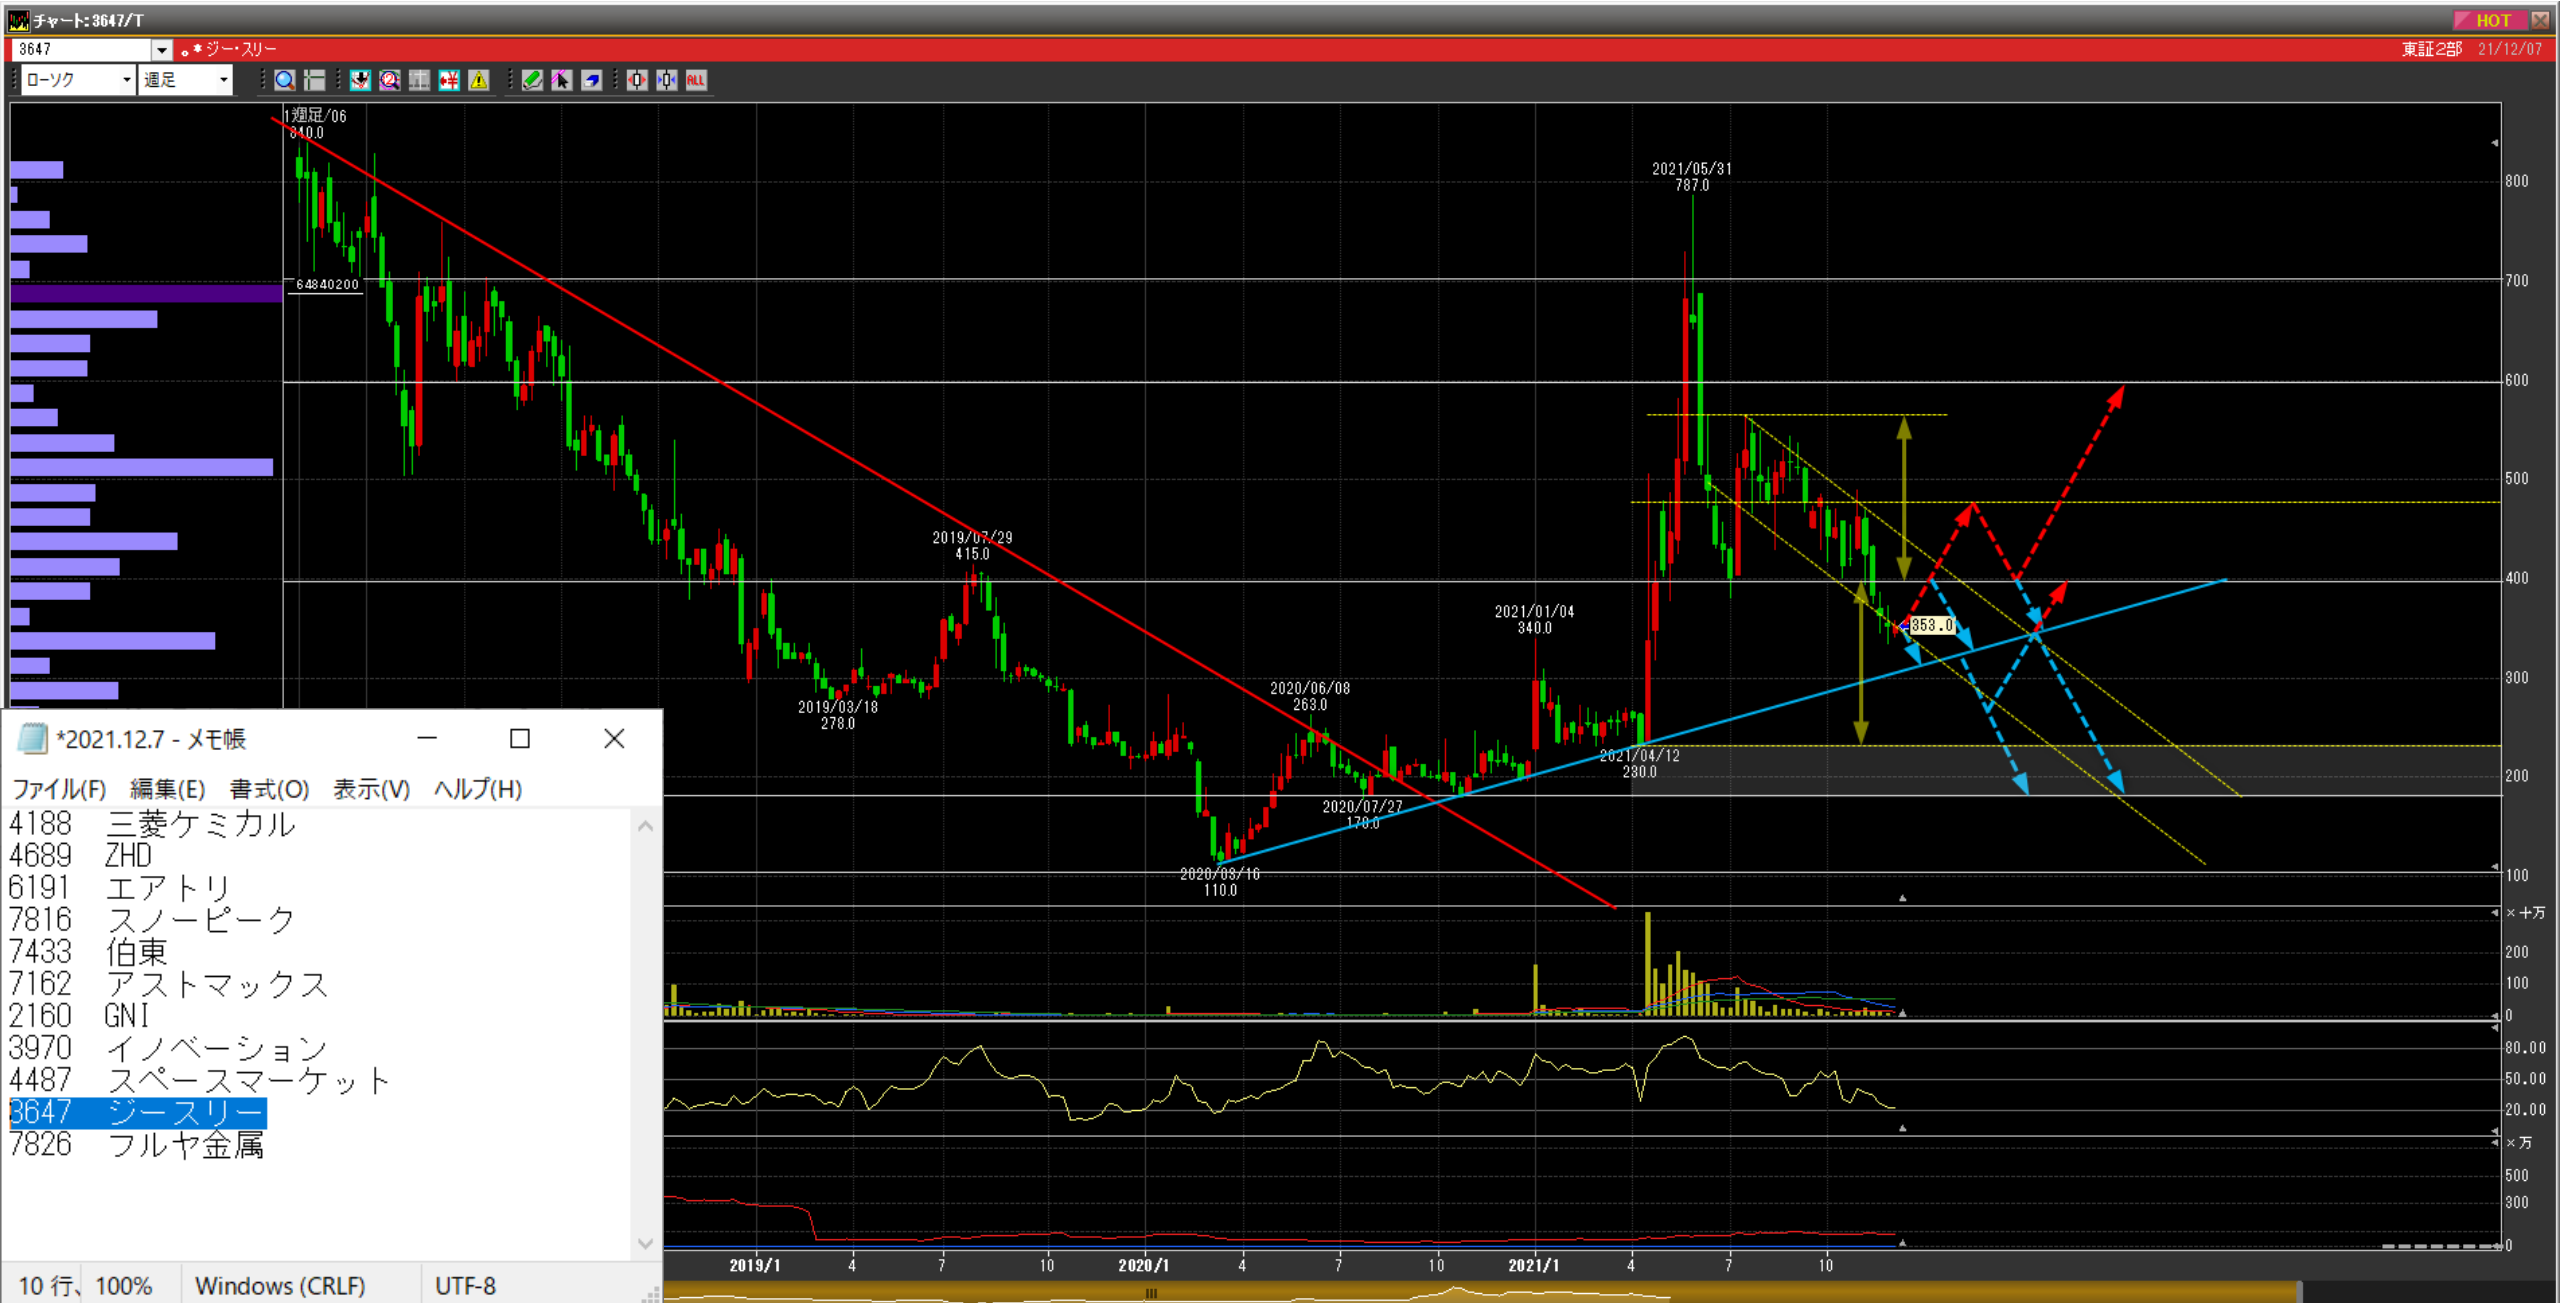 チャート:3647/T
HOT
3647
。* ジー・スリー
東証2部 21/12/07
ローソク
週足
ALL
1週足/06
840.0
64840200
2021/05/31
787.0
2019/07/29
415.0
2021/01/04
340.0
353.0
2019/03/18
278.0
2020/06/08
263.0
2021/04/12
230.0
2020/07/27
178.0
2020/03/16
110.0
800
700
600
500
400
300
200
100
×十万
200
100
0
80.00
50.00
20.00
×万
500
300
0
2019/1 4 7 10 2020/1 4 7 10 2021/1 4 7 10
*2021.12.7 - メモ帳
ファイル(F) 編集(E) 書式(O) 表示(V) ヘルプ(H)
4188 三菱ケミカル
4689 ZHD
6191 エアトリ
7816 スノーピーク
7433 伯東
7162 アストマックス
2160 GNI
3970 イノベーション
4487 スペースマーケット
3647 ジースリー
7826 フルヤ金属
10 行、 100% Windows (CRLF) UTF-8